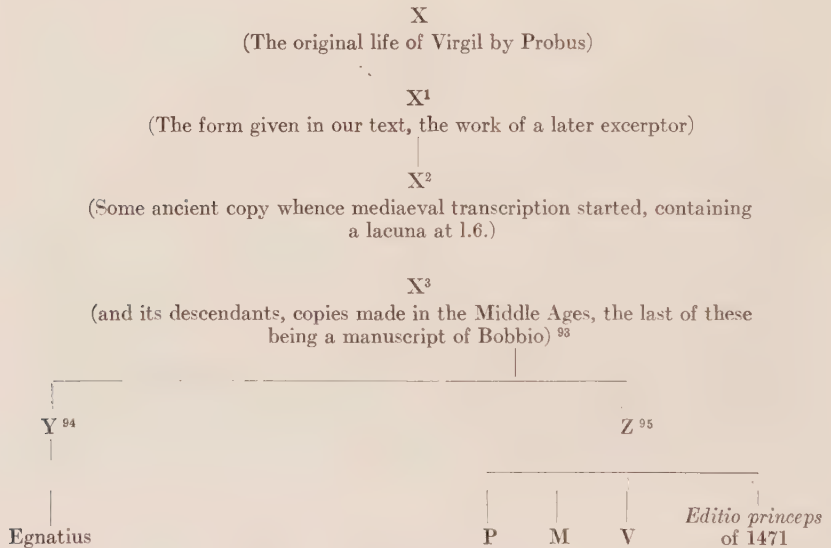 X
(The original life of Virgil by Probus)
X¹
(The form given in our text, the work of a later excerptor)
X²
(Some ancient copy whence mediaeval transcription started, containing
a lacuna at l.6.)
X³
(and its descendants, copies made in the Middle Ages, the last of these
being a manuscript of Bobbio) ⁹³
Y ⁹⁴ Z ⁹⁵
Egnatius P M V Editio princeps
of 1471